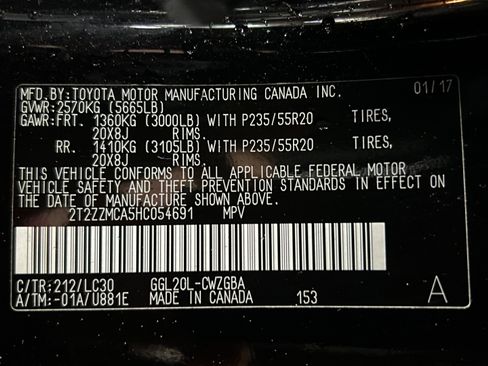 MFD.BY:TOYOTA MOTOR MANUFACTURING CANADA INC. 01/17
GVWR:2570KG (5665LB)
GAWR:FRT. 1360KG (3000LB) WITH P235/55R20 TIRES,
20X8J RIMS.
RR. 1410KG (3105LB) WITH P235/55R20 TIRES,
20X8J RIMS.
THIS VEHICLE CONFORMS TO ALL APPLICABLE FEDERAL MOTOR
VEHICLE SAFETY AND THEFT PREVENTION STANDARDS IN EFFECT ON
THE DATE OF MANUFACTURE SHOWN ABOVE.
2T2ZZMCA5HC054691 MPV
C/TR:212/LC30 GGL20L-CWZGBA
A/TM:-01A/U881E MADE IN CANADA 153 A